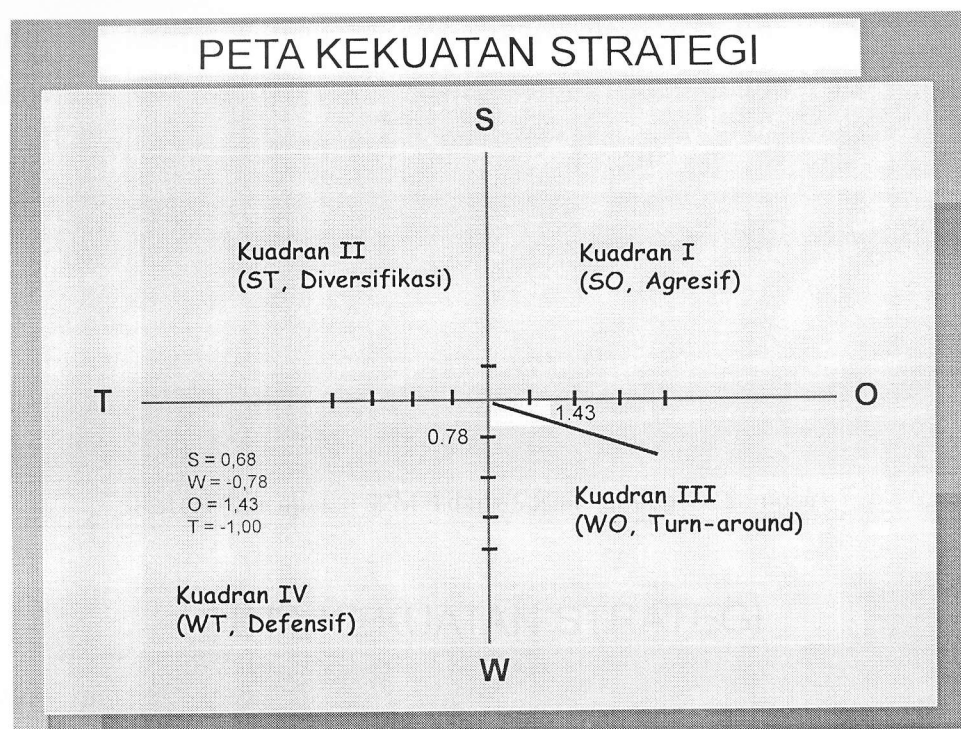 PETA KEKUATAN STRATEGI
S
Kuadran II
(ST, Diversifikasi)
Kuadran I
(SO, Agresif)
T
O
1.43
0.78
S = 0,68
W = -0,78
O = 1,43
T = -1,00
Kuadran III
(WO, Turn-around)
Kuadran IV
(WT, Defensif)
W